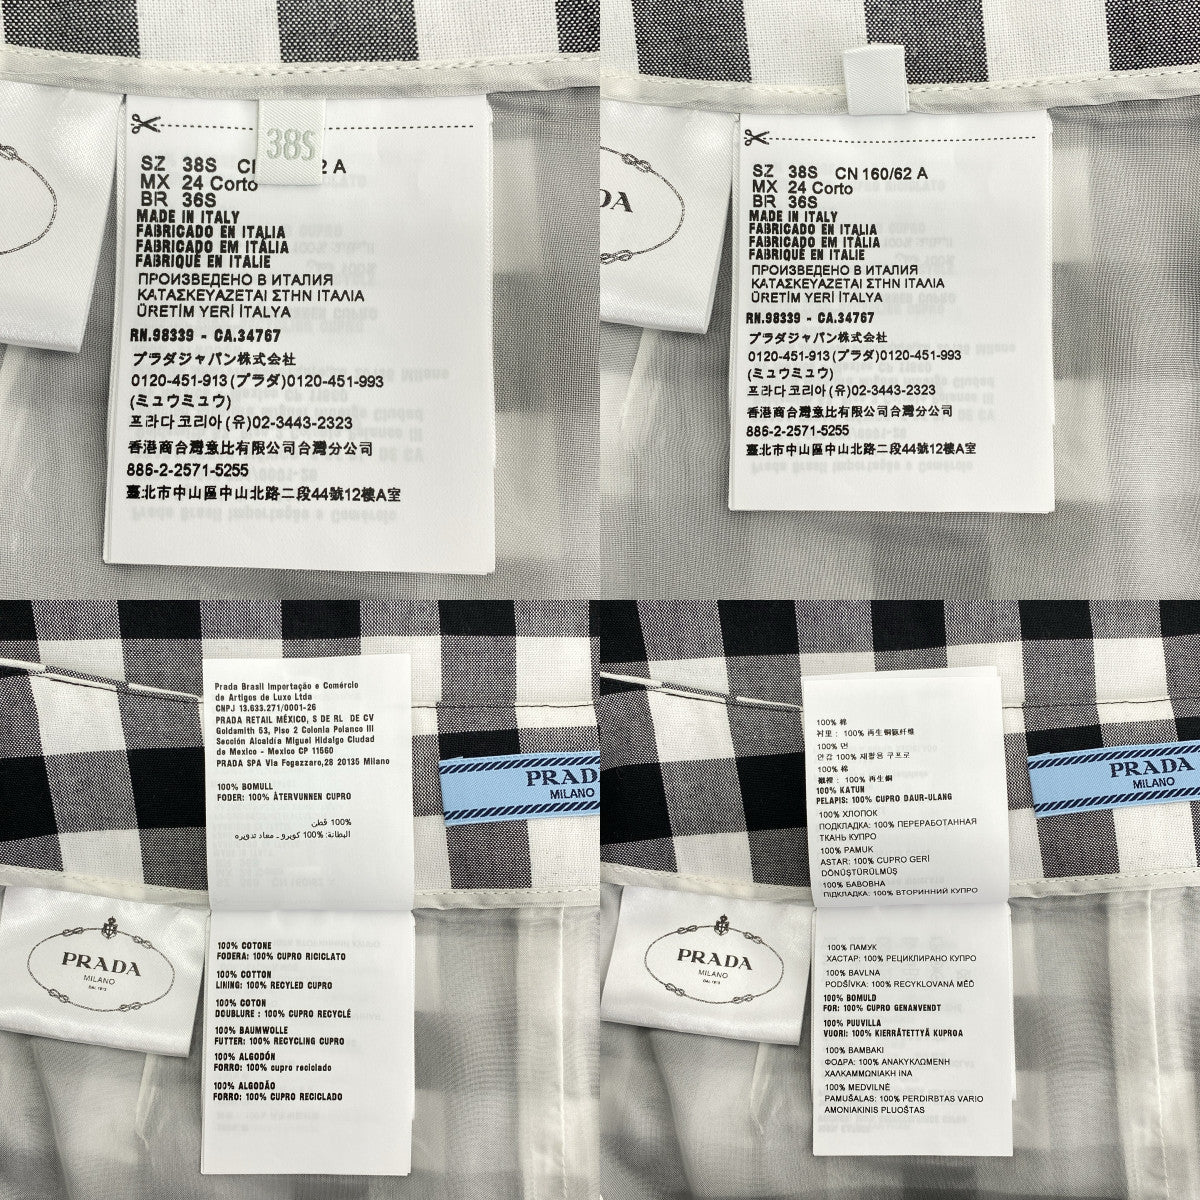 38S
SZ 38S CN 2 A
MX 24 Corto
BR 36S
MADE IN ITALY
FABRICADO EN ITALIA
FABRICADO EM ITÁLIA
FABRIQUÉ EN ITALIE
ПРОИЗВЕДЕНО В ИТАЛИЯ
ΚΑΤΑΣΚΕΥΑΖΕΤΑΙ ΣΤΗΝ ΙΤΑΛΙΑ
ÜRETİM YERİ İTALYA
RN.98339 - CA.34767
プラダジャパン株式会社
0120-451-913(プラダ)0120-451-993
(ミュウミュウ)
프라다코리아(유)02-3443-2323
香港商台灣意比有限公司台灣分公司
886-2-2571-5255
臺北市中山區中山北路二段44號12樓A室
DA
SZ 38S CN 160/62 A
MX 24 Corto
BR 36S
MADE IN ITALY
FABRICADO EN ITALIA
FABRICADO EM ITÁLIA
FABRIQUÉ EN ITALIE
ПРОИЗВЕДЕНО В ИТАЛИЯ
ΚΑΤΑΣΚΕΥΑΖΕΤΑΙ ΣΤΗΝ ΙΤΑΛΙΑ
ÜRETİM YERİ İTALYA
RN.98339 - CA.34767
プラダジャパン株式会社
0120-451-913(プラダ)0120-451-993
(ミュウミュウ)
프라다코리아(유)02-3443-2323
香港商台灣意比有限公司台灣分公司
886-2-2571-5255
臺北市中山區中山北路二段44號12樓A室
Prada Brasil Importação e Comércio
de Artigos de Luxo Ltda
CNPJ 13.633.271/0001-26
PRADA RETAIL MÉXICO, S DE RL DE CV
Goldsmith 53, Piso 2 Colonia Polanco III
Sección Alcaldía Miguel Hidalgo Ciudad
de Mexico - Mexico CP 11560
PRADA SPA Via Fogazzaro,28 20135 Milano
100% BOMULL
FODER: 100% ÅTERVUNNEN CUPRO
100% قطن
البطانة: 100% كوبرو - معاد تدويره
PRADA
MILANO
PRADA
MILANO
DAL 1913
100% COTONE
FODERA: 100% CUPRO RICICLATO
100% COTTON
LINING: 100% RECYCLED CUPRO
100% COTON
DOUBLURE : 100% CUPRO RECYCLÉ
100% BAUMWOLLE
FUTTER: 100% RECYCLING CUPRO
100% ALGODÓN
FORRO: 100% cupro reciclado
100% ALGODÃO
FORRO: 100% CUPRO RECICLADO
100% 棉
衬里: 100% 再生铜氨纤维
100% 면
안감 100% 재활용 구프로
100% 棉
襯裡: 100% 再生銅
100% KATUN
PELAPIS: 100% CUPRO DAUR-ULANG
100% ХЛОПОК
ПОДКЛАДКА: 100% ПЕРЕРАБОТАННАЯ
ТКАНЬ КУПРО
100% PAMUK
ASTAR: 100% CUPRO GERİ
DÖNÜŞTÜRÜLMÜŞ
100% БАВОВНА
ПІДКЛАДКА: 100% ВТОРИННИЙ КУПРО
PRADA
MILANO
PRADA
MILANO
DAL 1913
100% ПАМУК
ХАСТАР: 100% РЕЦИКЛИРАНО КУПРО
100% BAVLNA
PODŠÍVKA: 100% RECYKLOVANÁ MĚĎ
100% BOMULD
FOR: 100% CUPRO GENANVENDT
100% PUUVILLA
VUORI: 100% KIERRÄTETTYÄ KUPROA
100% ΒΑΜΒΑΚΙ
ΦΟΔΡΑ: 100% ΑΝΑΚΥΚΛΩΜΕΝΗ
ΧΑΛΚΑΜΜΩΝΙΑΚΗ ΙΝΑ
100% MEDVILNĖ
PAMUŠALAS: 100% PERDIRBTAS VARIO
AMONIAKINIS PLUOŠTAS